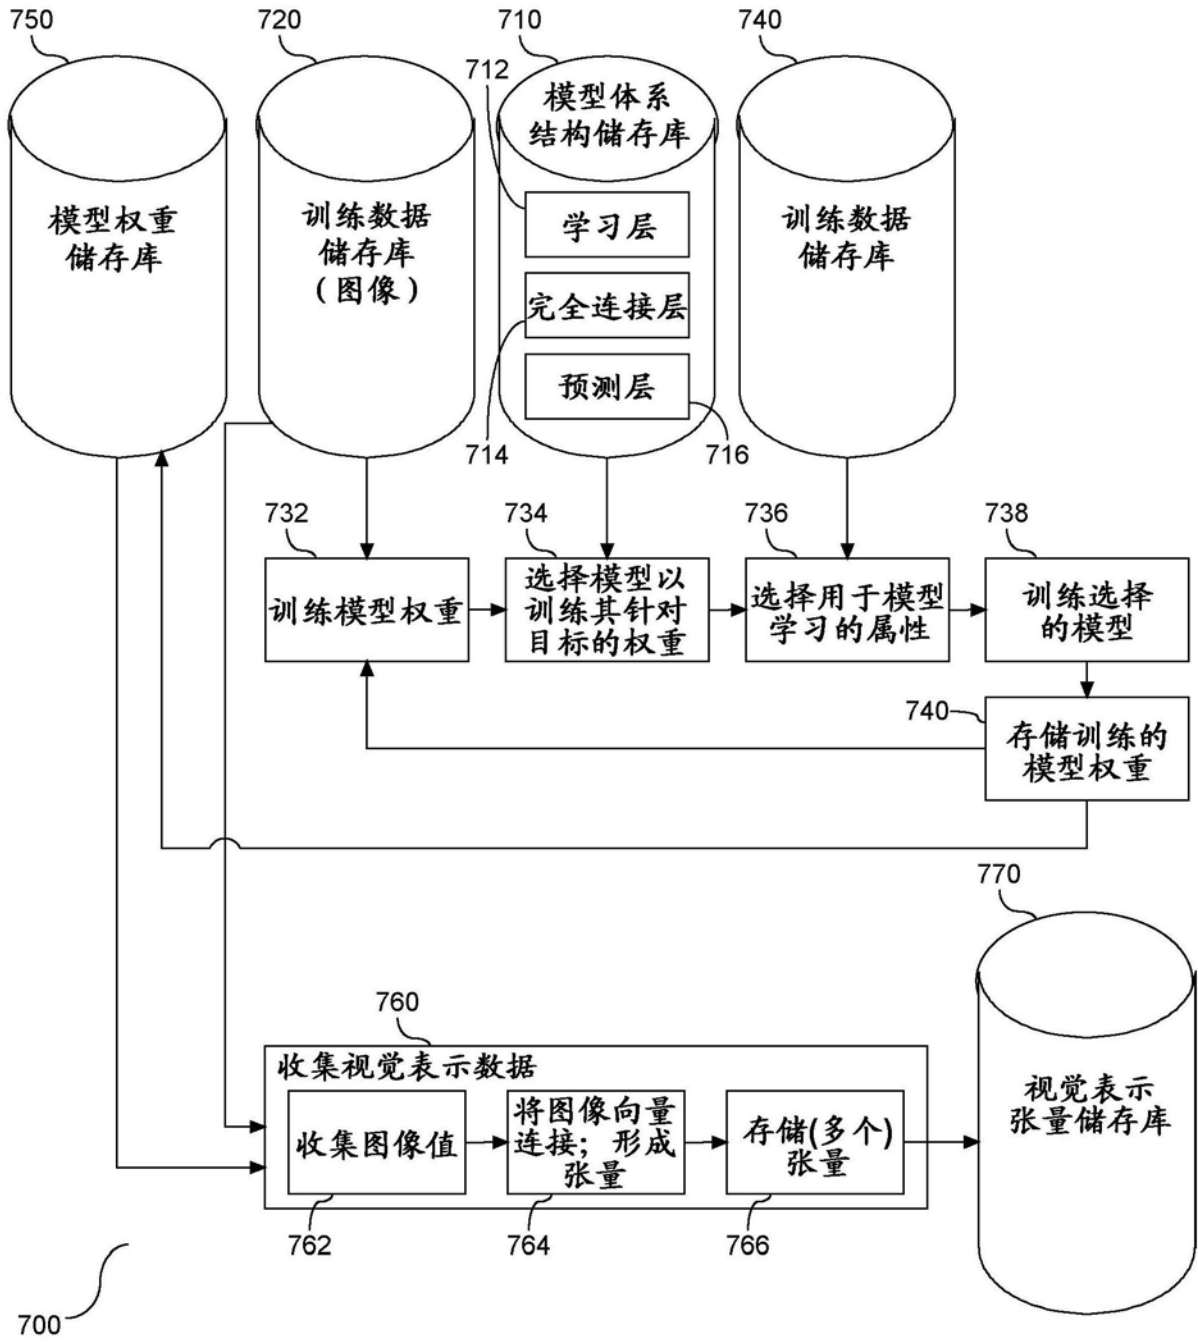 750
720
710
740
712
模型体系
结构储存库
模型权重
储存库
训练数据
储存库
（图像）
学习层
完全连接层
预测层
训练数据
储存库
714
716
732
734
736
738
训练模型权重
选择模型以
训练其针对
目标的权重
选择用于模型
学习的属性
训练选择
的模型
740
存储训练的
模型权重
770
760
收集视觉表示数据
收集图像值
将图像向量
连接；形成
张量
存储(多个)
张量
视觉表示
张量储存库
762
764
766
700